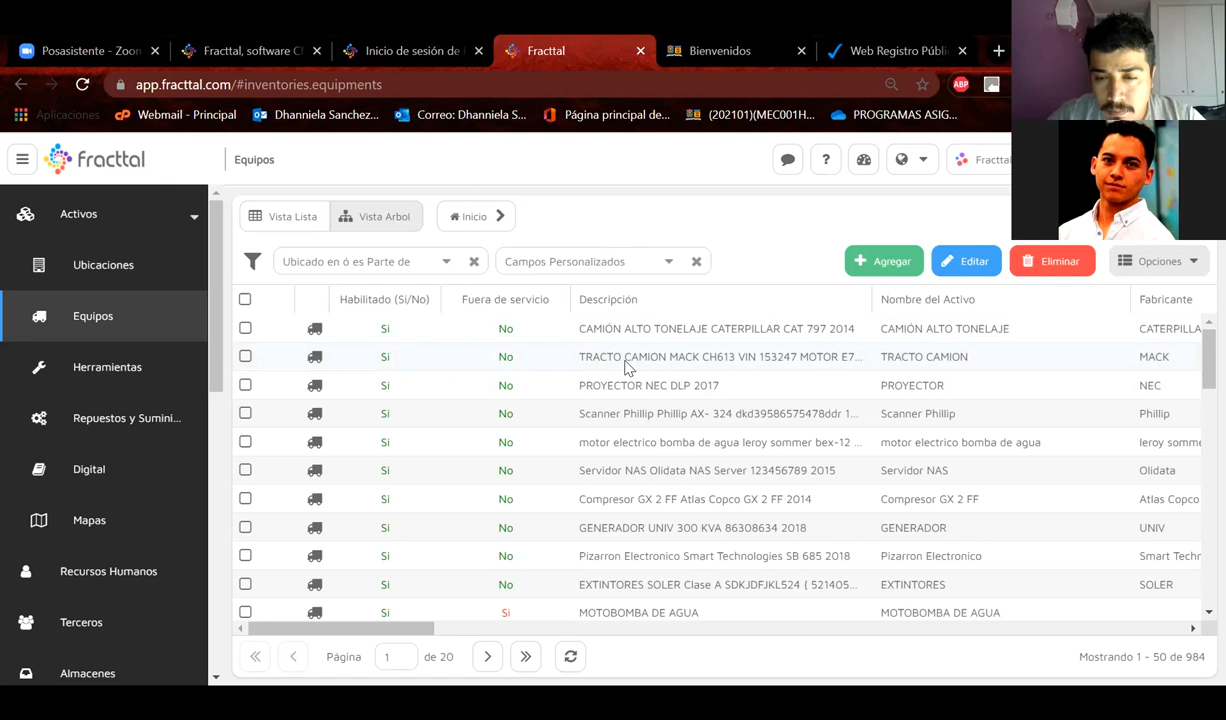 Posasistente - Zoom
Fracttal, software C
Inicio de sesión de
Fracttal
Bienvenidos
Web Registro Públi
app.fracttal.com/#inventories.equipments
ABP
Aplicaciones
Webmail - Principal
Dhanniela Sanchez...
Correo: Dhanniela S...
Página principal de...
(202101)(MEC001H...
PROGRAMAS ASIG...
fracttal
Equipos
?
Fractta
Activos
Ubicaciones
Equipos
Herramientas
Repuestos y Sumini...
Digital
Mapas
Recursos Humanos
Terceros
Almacenes
Vista Lista
Vista Arbol
Inicio
Ubicado en ó es Parte de
Campos Personalizados
Agregar
Editar
Eliminar
Opciones
Habilitado (Si/No) Fuera de servicio Descripción Nombre del Activo Fabricante
Si No CAMIÓN ALTO TONELAJE CATERPILLAR CAT 797 2014 CAMIÓN ALTO TONELAJE CATERPILLA
Si No TRACTO CAMION MACK CH613 VIN 153247 MOTOR E7... TRACTO CAMION MACK
Si No PROYECTOR NEC DLP 2017 PROYECTOR NEC
Si No Scanner Phillip Phillip AX- 324 dkd39586575478ddr 1... Scanner Phillip Phillip
Si No motor electrico bomba de agua leroy sommer bex-12 ... motor electrico bomba de agua leroy somme
Si No Servidor NAS Olidata NAS Server 123456789 2015 Servidor NAS Olidata
Si No Compresor GX 2 FF Atlas Copco GX 2 FF 2014 Compresor GX 2 FF Atlas Copco
Si No GENERADOR UNIV 300 KVA 86308634 2018 GENERADOR UNIV
Si No Pizarron Electronico Smart Technologies SB 685 2018 Pizarron Electronico Smart Techn
Si No EXTINTORES SOLER Clase A SDKJDFJKL524 { 521405... EXTINTORES SOLER
Si Si MOTOBOMBA DE AGUA MOTOBOMBA DE AGUA
Página 1 de 20
Mostrando 1 - 50 de 984